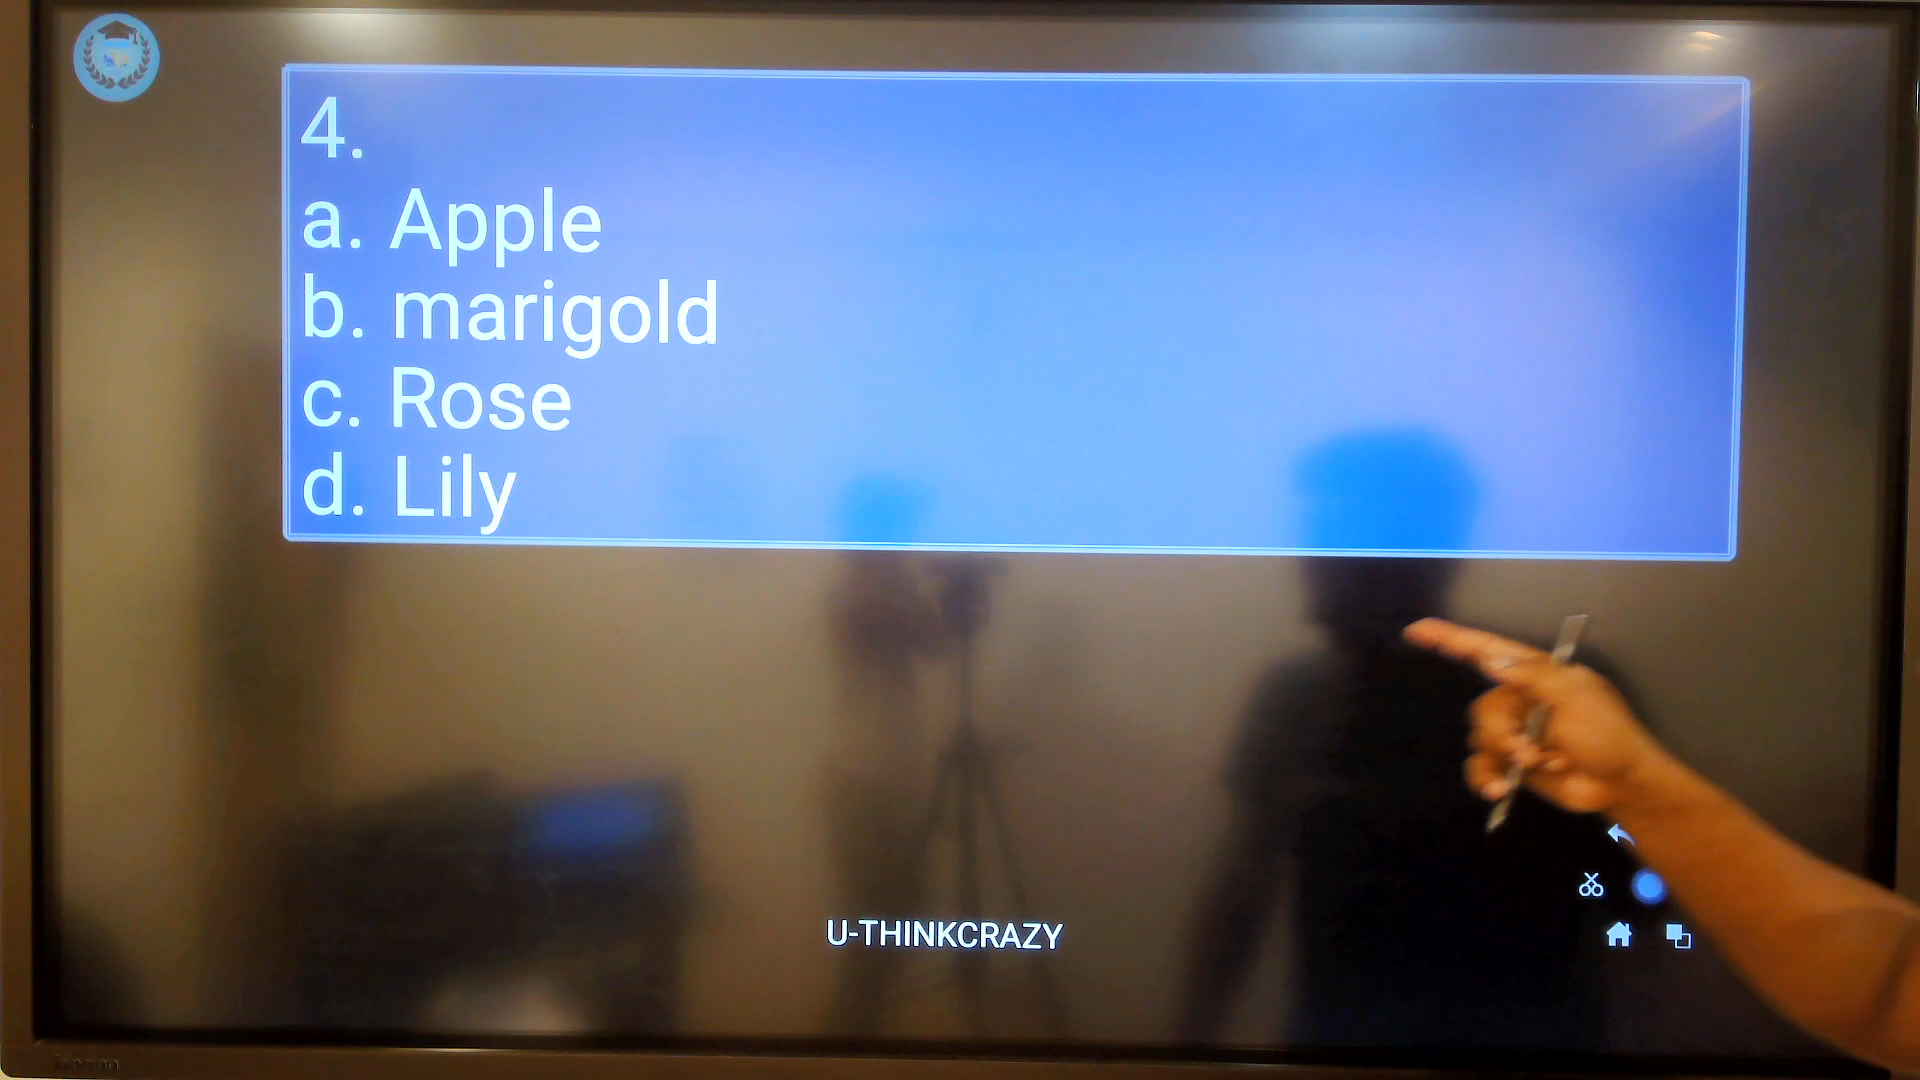 4.
a. Apple
b. marigold
c. Rose
d. Lily
U-THINKCRAZY